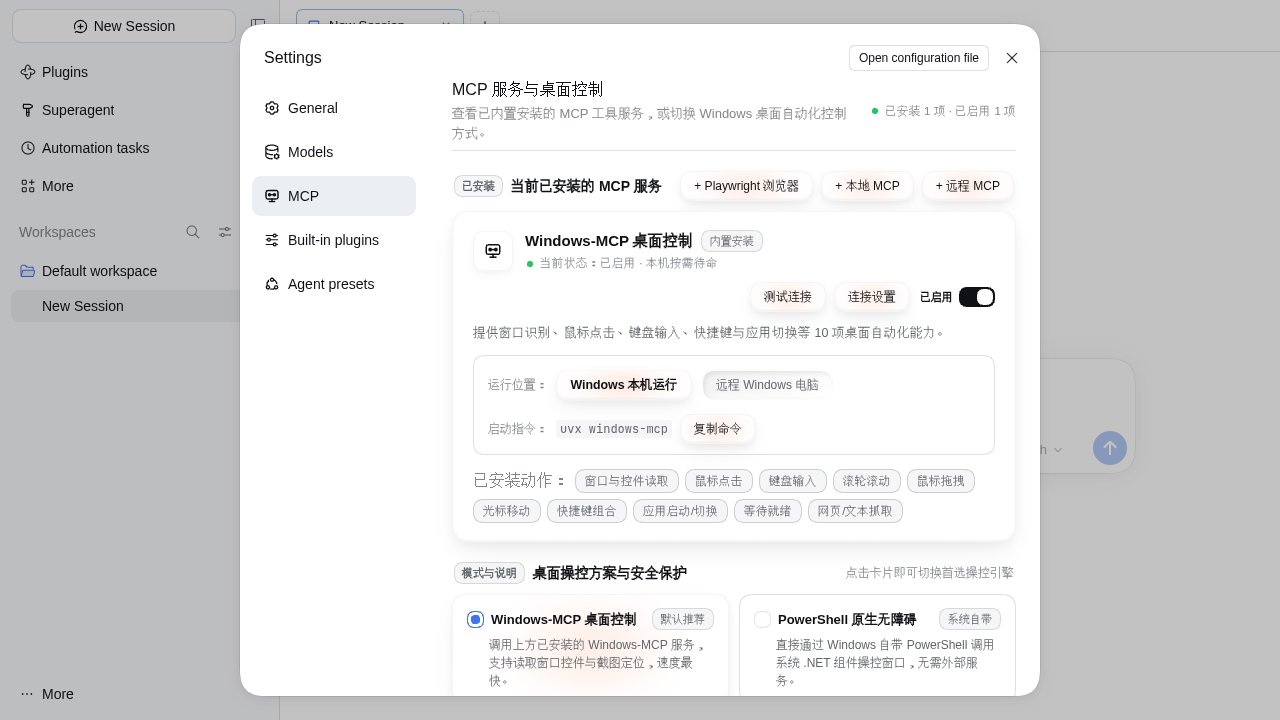 New Session
Plugins
Superagent
Automation tasks
More
Workspaces
Default workspace
New Session
More
Settings
Open configuration file
General
Models
MCP
Built-in plugins
Agent presets
MCP 服务与桌面控制
查看已内置安装的 MCP 工具服务，或切换 Windows 桌面自动化控制
方式。
已安装 1 项 · 已启用 1 项
已安装 当前已安装的 MCP 服务 + Playwright 浏览器 + 本地 MCP + 远程 MCP
Windows-MCP 桌面控制 内置安装
当前状态：已启用 · 本机按需待命
测试连接 连接设置 已启用
提供窗口识别、鼠标点击、键盘输入、快捷键与应用切换等 10 项桌面自动化能力。
运行位置： Windows 本机运行 远程 Windows 电脑
启动指令： uvx windows-mcp 复制命令
已安装动作： 窗口与控件读取 鼠标点击 键盘输入 滚轮滚动 鼠标拖拽
光标移动 快捷键组合 应用启动/切换 等待就绪 网页/文本抓取
模式与说明 桌面操控方案与安全保护 点击卡片即可切换首选操控引擎
Windows-MCP 桌面控制 默认推荐
调用上方已安装的 Windows-MCP 服务，
支持读取窗口控件与截图定位，速度最
快。
PowerShell 原生无障碍 系统自带
直接通过 Windows 自带 PowerShell 调用
系统 .NET 组件操控窗口，无需外部服
务。